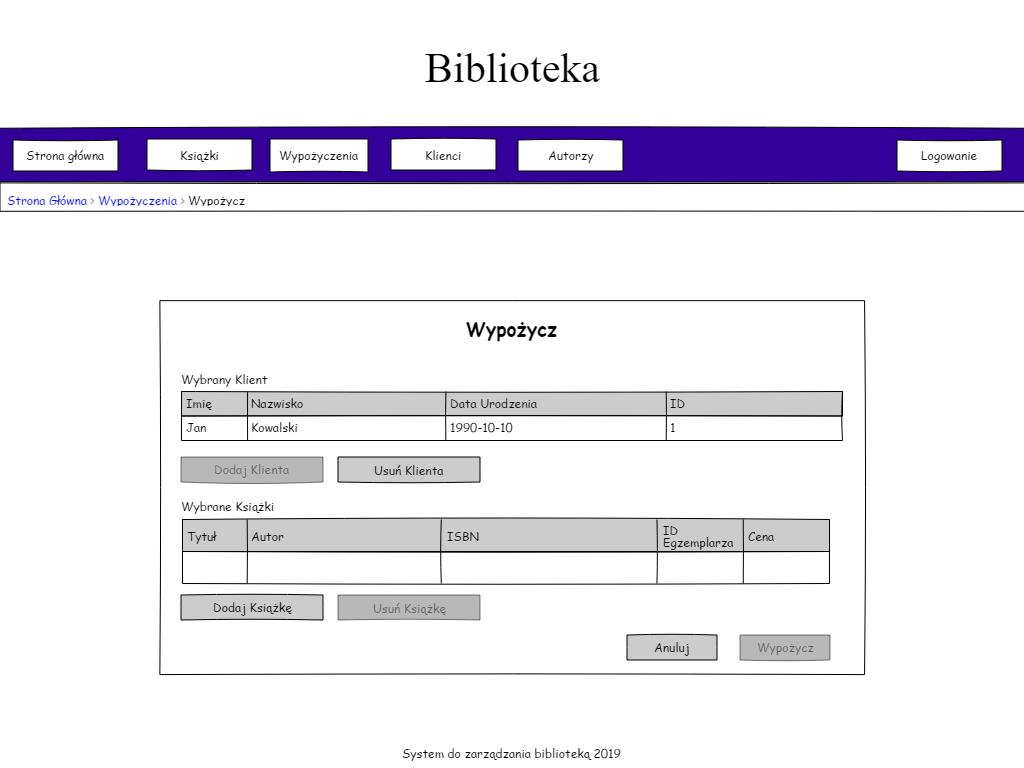 Biblioteka
Strona główna Książki Wypożyczenia Klienci Autorzy Logowanie
Strona Główna > Wypożyczenia > Wypożycz
Wypożycz
Wybrany Klient
Imię Nazwisko Data Urodzenia ID
Jan Kowalski 1990-10-10 1
Dodaj Klienta Usuń Klienta
Wybrane Książki
Tytuł Autor ISBN ID Egzemplarza Cena
Dodaj Książkę Usuń Książkę
Anuluj Wypożycz
System do zarządzania biblioteką 2019